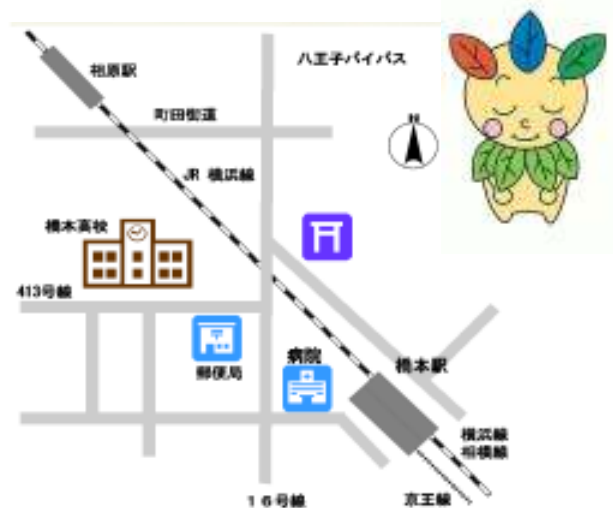 相原駅
八王子バイパス
町田街道
N
JR 横浜線
橋本高校
413号線
郵便局
病院
橋本駅
横浜線
相模線
16号線
京王線